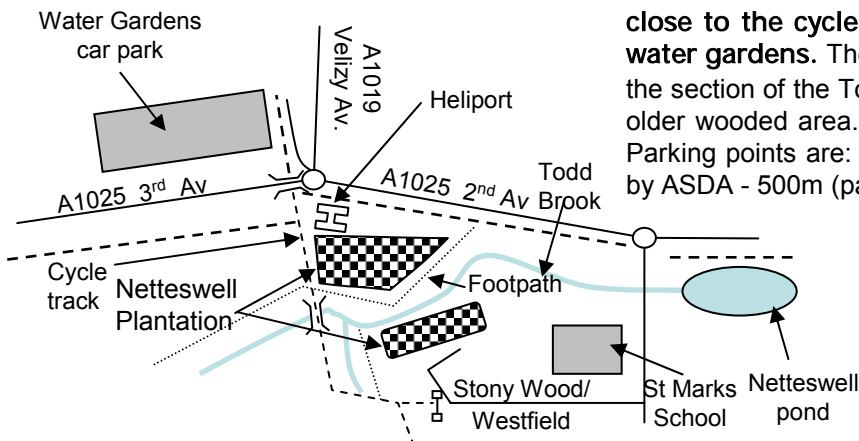 Water Gardens
car park
A1019
Velizy Av.
Heliport
close to the cycle
water gardens. The
the section of the To
older wooded area.
Parking points are:
by ASDA - 500m (pa
A1025 3rd Av
A1025 2nd Av
Todd
Brook
Cycle
track
Netteswell
Plantation
Footpath
Stony Wood/
Westfield
St Marks
School
Netteswell
pond